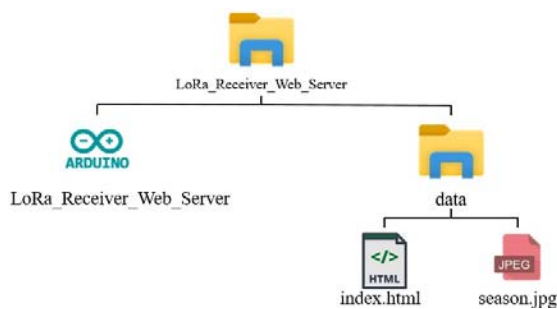 LoRa_Receiver_Web_Server
ARDUINO
LoRa_Receiver_Web_Server
data
</>
HTML
JPEG
index.html
season.jpg